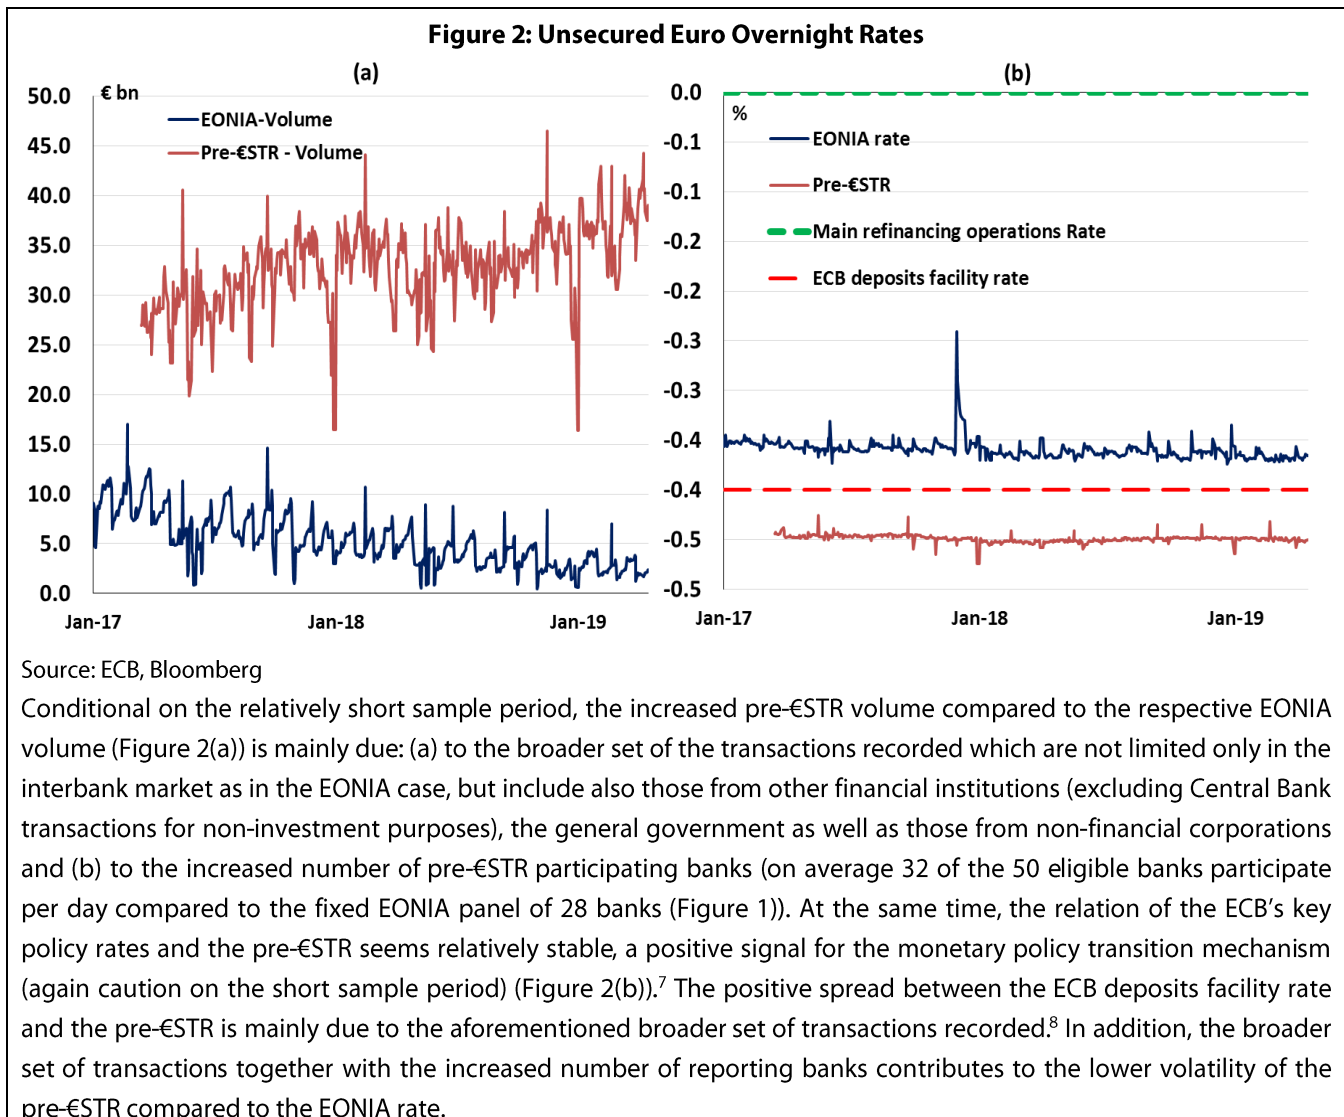 Figure 2: Unsecured Euro Overnight Rates
(a)
€ bn
50.0
45.0
40.0
35.0
30.0
25.0
20.0
15.0
10.0
5.0
0.0
EONIA-Volume
Pre-€STR - Volume
Jan-17
Jan-18
Jan-19
(b)
%
0.0
-0.1
-0.1
-0.2
-0.2
-0.3
-0.3
-0.4
-0.4
-0.5
-0.5
EONIA rate
Pre-€STR
Main refinancing operations Rate
ECB deposits facility rate
Jan-17
Jan-18
Jan-19
Source: ECB, Bloomberg
Conditional on the relatively short sample period, the increased pre-€STR volume compared to the respective EONIA
volume (Figure 2(a)) is mainly due: (a) to the broader set of the transactions recorded which are not limited only in the
interbank market as in the EONIA case, but include also those from other financial institutions (excluding Central Bank
transactions for non-investment purposes), the general government as well as those from non-financial corporations
and (b) to the increased number of pre-€STR participating banks (on average 32 of the 50 eligible banks participate
per day compared to the fixed EONIA panel of 28 banks (Figure 1)). At the same time, the relation of the ECB’s key
policy rates and the pre-€STR seems relatively stable, a positive signal for the monetary policy transition mechanism
(again caution on the short sample period) (Figure 2(b)).7 The positive spread between the ECB deposits facility rate
and the pre-€STR is mainly due to the aforementioned broader set of transactions recorded.8 In addition, the broader
set of transactions together with the increased number of reporting banks contributes to the lower volatility of the
pre-€STR compared to the EONIA rate.